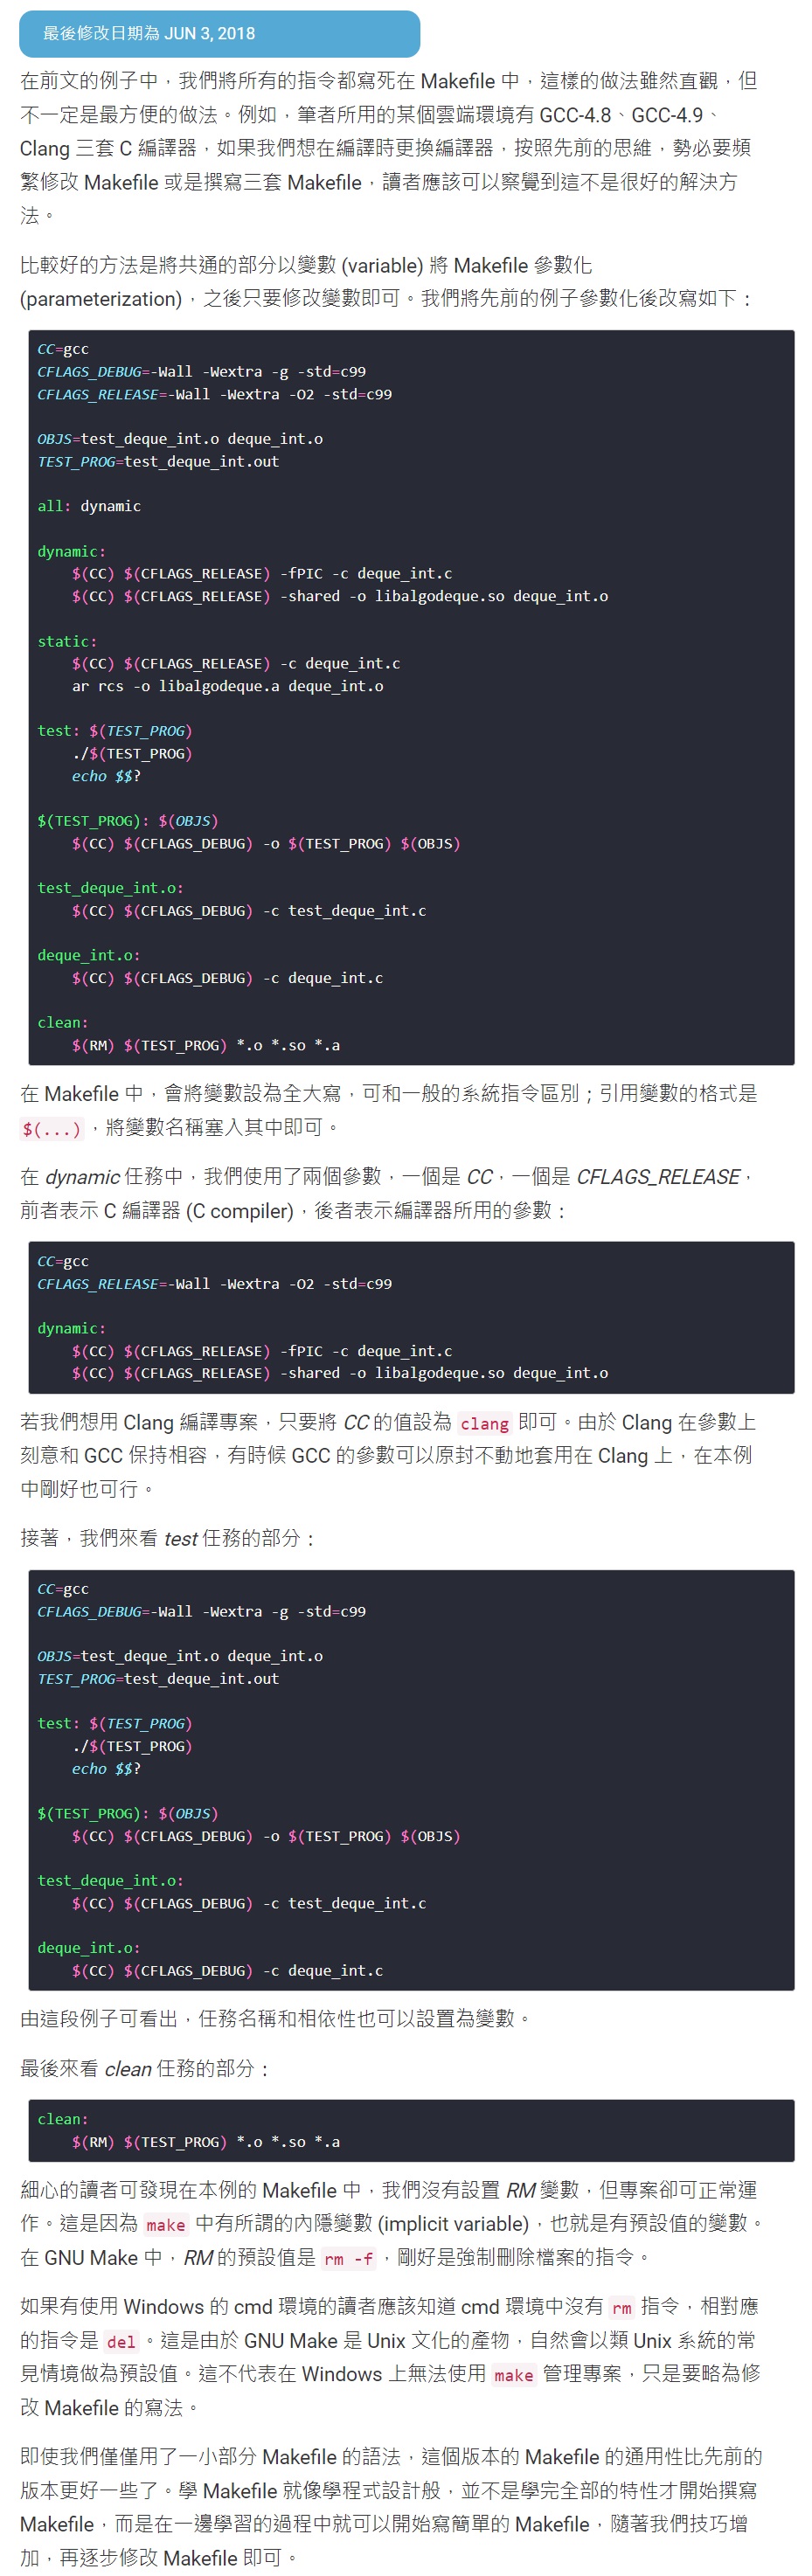 最後修改日期為 JUN 3, 2018
在前文的例子中，我們將所有的指令都寫死在 Makefile 中，這樣的做法雖然直觀，但
不一定是最方便的做法。例如，筆者所用的某個雲端環境有 GCC-4.8、GCC-4.9、
Clang 三套 C 編譯器，如果我們想在編譯時更換編譯器，按照先前的思維，勢必要頻
繁修改 Makefile 或是撰寫三套 Makefile，讀者應該可以察覺到這不是很好的解決方
法。
比較好的方法是將共通的部分以變數 (variable) 將 Makefile 參數化
(parameterization)，之後只要修改變數即可。我們將先前的例子參數化後改寫如下：
CC=gcc
CFLAGS_DEBUG=-Wall -Wextra -g -std=c99
CFLAGS_RELEASE=-Wall -Wextra -O2 -std=c99
OBJS=test_deque_int.o deque_int.o
TEST_PROG=test_deque_int.out
all: dynamic
dynamic:
    $(CC) $(CFLAGS_RELEASE) -fPIC -c deque_int.c
    $(CC) $(CFLAGS_RELEASE) -shared -o libalgodeque.so deque_int.o
static:
    $(CC) $(CFLAGS_RELEASE) -c deque_int.c
    ar rcs -o libalgodeque.a deque_int.o
test: $(TEST_PROG)
    ./$(TEST_PROG)
    echo $$?
$(TEST_PROG): $(OBJS)
    $(CC) $(CFLAGS_DEBUG) -o $(TEST_PROG) $(OBJS)
test_deque_int.o:
    $(CC) $(CFLAGS_DEBUG) -c test_deque_int.c
deque_int.o:
    $(CC) $(CFLAGS_DEBUG) -c deque_int.c
clean:
    $(RM) $(TEST_PROG) *.o *.so *.a
在 Makefile 中，會將變數設為全大寫，可和一般的系統指令區別；引用變數的格式是
$(...)，將變數名稱塞入其中即可。
在 dynamic 任務中，我們使用了兩個參數，一個是 CC，一個是 CFLAGS_RELEASE，
前者表示 C 編譯器 (C compiler)，後者表示編譯器所用的參數：
CC=gcc
CFLAGS_RELEASE=-Wall -Wextra -O2 -std=c99
dynamic:
    $(CC) $(CFLAGS_RELEASE) -fPIC -c deque_int.c
    $(CC) $(CFLAGS_RELEASE) -shared -o libalgodeque.so deque_int.o
若我們想用 Clang 編譯專案，只要將 CC 的值設為 clang 即可。由於 Clang 在參數上
刻意和 GCC 保持相容，有時候 GCC 的參數可以原封不動地套用在 Clang 上，在本例
中剛好也可行。
接著，我們來看 test 任務的部分：
CC=gcc
CFLAGS_DEBUG=-Wall -Wextra -g -std=c99
OBJS=test_deque_int.o deque_int.o
TEST_PROG=test_deque_int.out
test: $(TEST_PROG)
    ./$(TEST_PROG)
    echo $$?
$(TEST_PROG): $(OBJS)
    $(CC) $(CFLAGS_DEBUG) -o $(TEST_PROG) $(OBJS)
test_deque_int.o:
    $(CC) $(CFLAGS_DEBUG) -c test_deque_int.c
deque_int.o:
    $(CC) $(CFLAGS_DEBUG) -c deque_int.c
由這段例子可看出，任務名稱和相依性也可以設置為變數。
最後來看 clean 任務的部分：
clean:
    $(RM) $(TEST_PROG) *.o *.so *.a
細心的讀者可發現在本例的 Makefile 中，我們沒有設置 RM 變數，但專案卻可正常運
作。這是因為 make 中有所謂的內隱變數 (implicit variable)，也就是有預設值的變數。
在 GNU Make 中，RM 的預設值是 rm -f，剛好是強制刪除檔案的指令。
如果有使用 Windows 的 cmd 環境的讀者應該知道 cmd 環境中沒有 rm 指令，相對應
的指令是 del。這是由於 GNU Make 是 Unix 文化的產物，自然會以類 Unix 系統的常
見情境做為預設值。這不代表在 Windows 上無法使用 make 管理專案，只是要略為修
改 Makefile 的寫法。
即使我們僅僅用了一小部分 Makefile 的語法，這個版本的 Makefile 的通用性比先前的
版本更好一些了。學 Makefile 就像學程式設計般，並不是學完全部的特性才開始撰寫
Makefile，而是在一邊學習的過程中就可以開始寫簡單的 Makefile，隨著我們技巧增
加，再逐步修改 Makefile 即可。